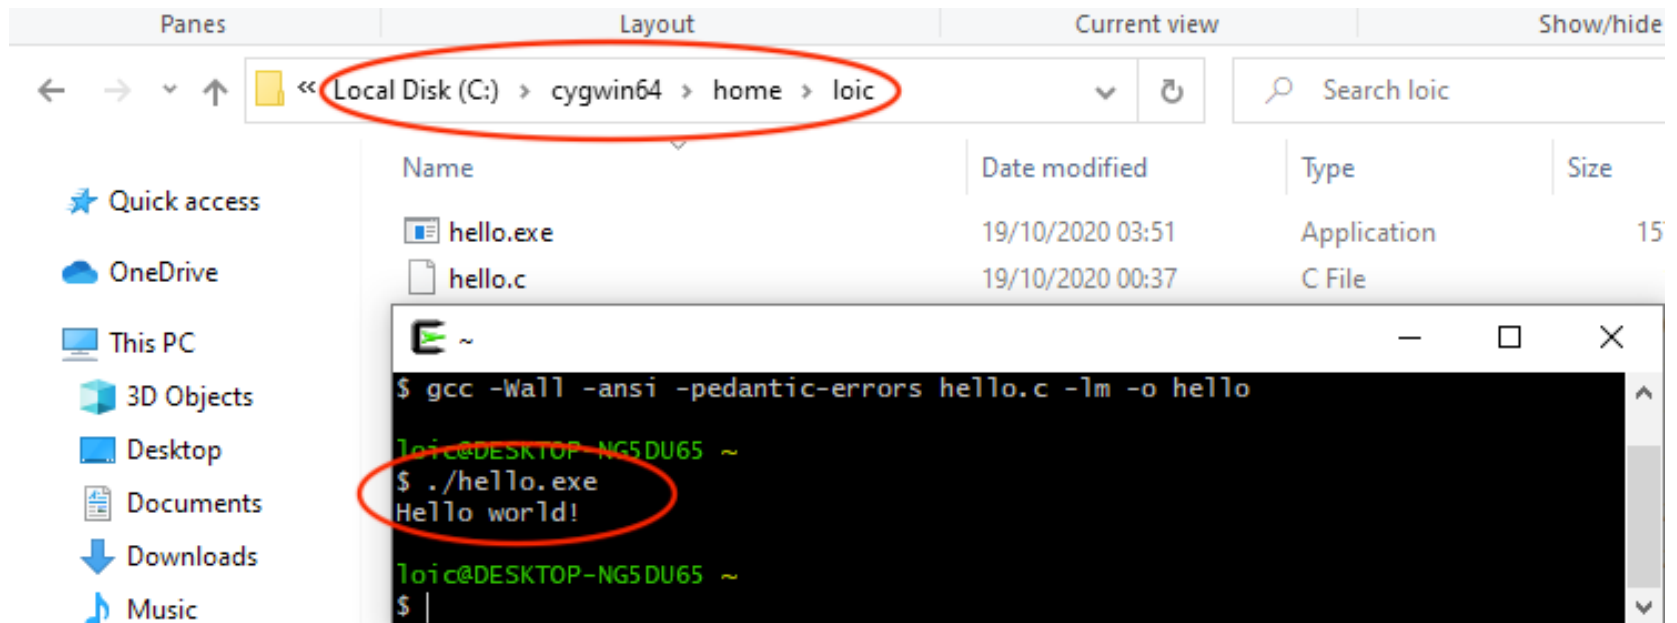 Panes Layout Current view Show/hide
« Local Disk (C:) > cygwin64 > home > loic Search loic
Name Date modified Type Size
Quick access
hello.exe 19/10/2020 03:51 Application 15
OneDrive
hello.c 19/10/2020 00:37 C File
This PC
~
3D Objects
$ gcc -Wall -ansi -pedantic-errors hello.c -lm -o hello
Desktop
loic@DESKTOP-NG5DU65 ~
$ ./hello.exe
Documents
Hello world!
Downloads
loic@DESKTOP-NG5DU65 ~
Music
$